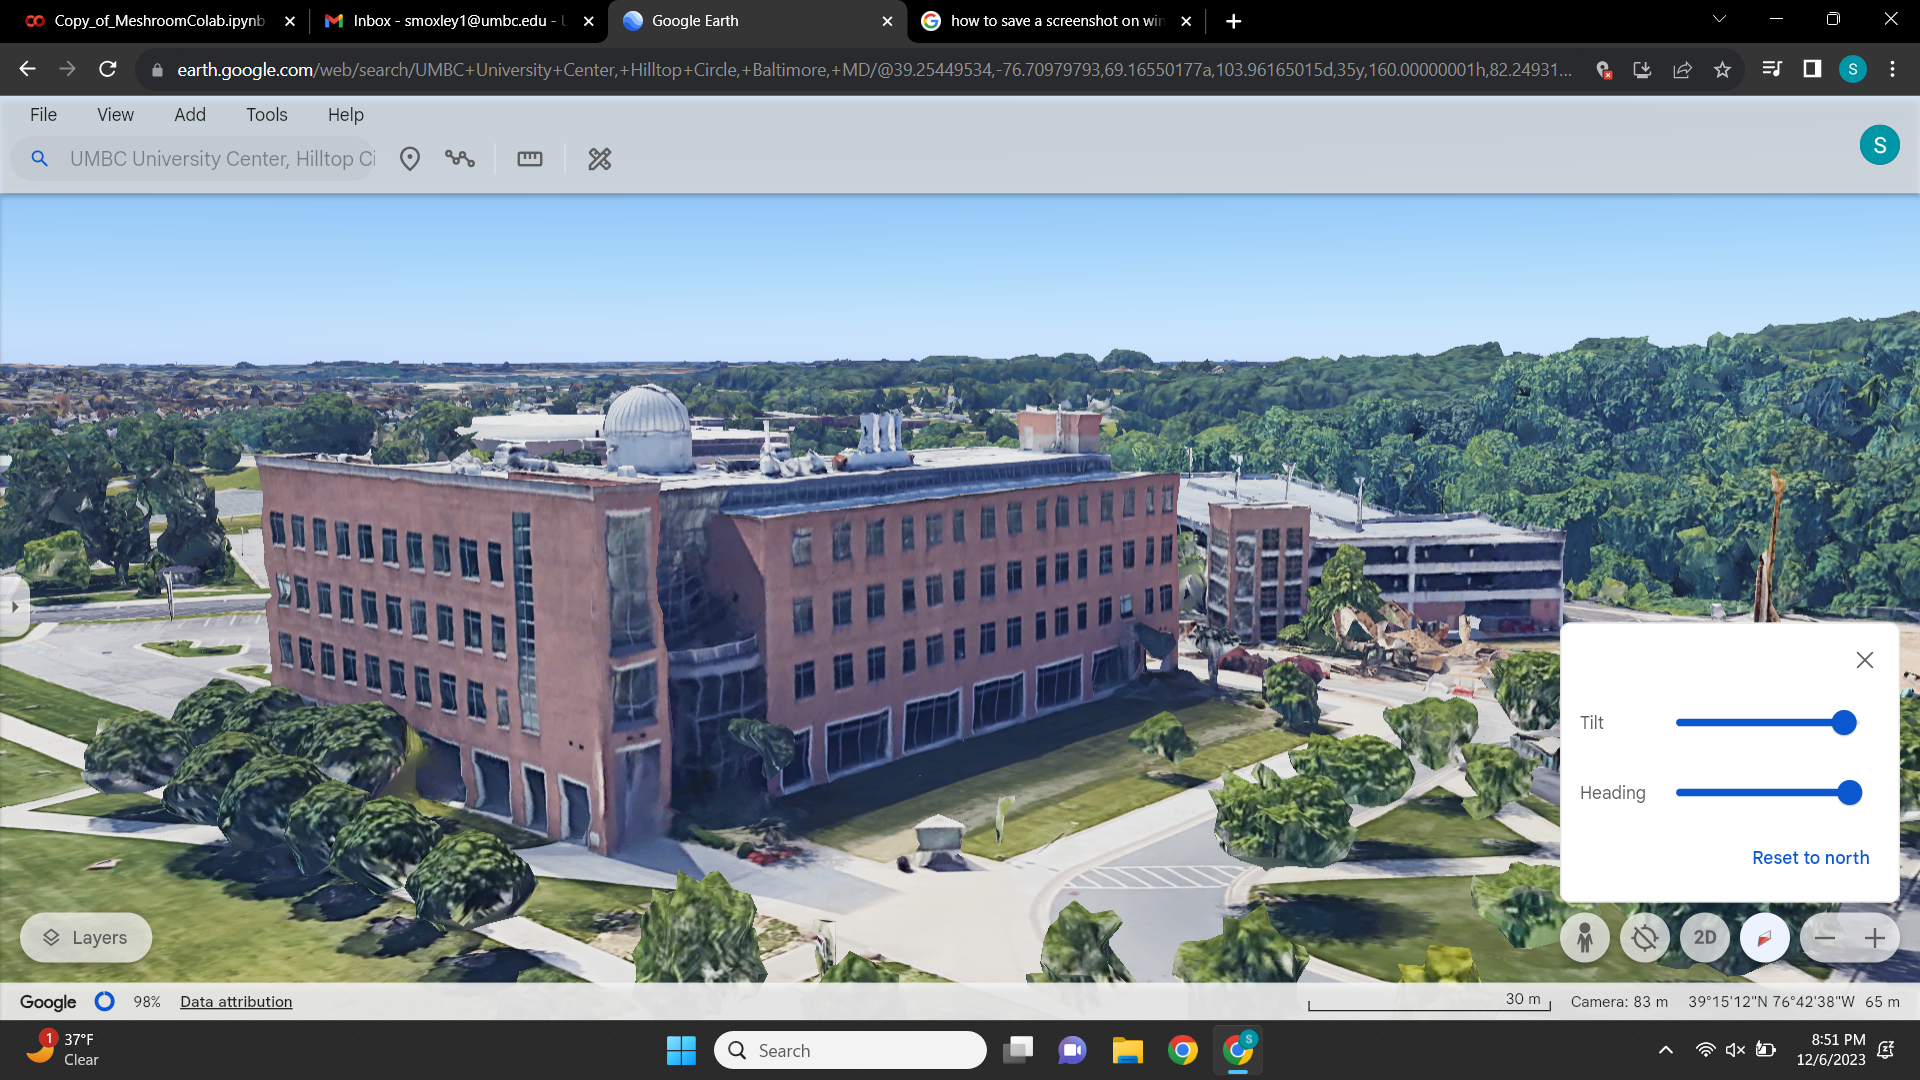 Copy_of_MeshroomColab.ipynb
Inbox - smoxley1@umbc.edu - U
Google Earth
how to save a screenshot on win
earth.google.com/web/search/UMBC+University+Center,+Hilltop+Circle,+Baltimore,+MD/@39.25449534,-76.70979793,69.16550177a,103.96165015d,35y,160.00000001h,82.24931...
S
File View Add Tools Help
UMBC University Center, Hilltop Ci
S
Tilt
Heading
Reset to north
Layers
2D
Google 98% Data attribution
30 m
Camera: 83 m 39°15'12"N 76°42'38"W 65 m
1
37°F
Clear
Search
S
8:51 PM
12/6/2023